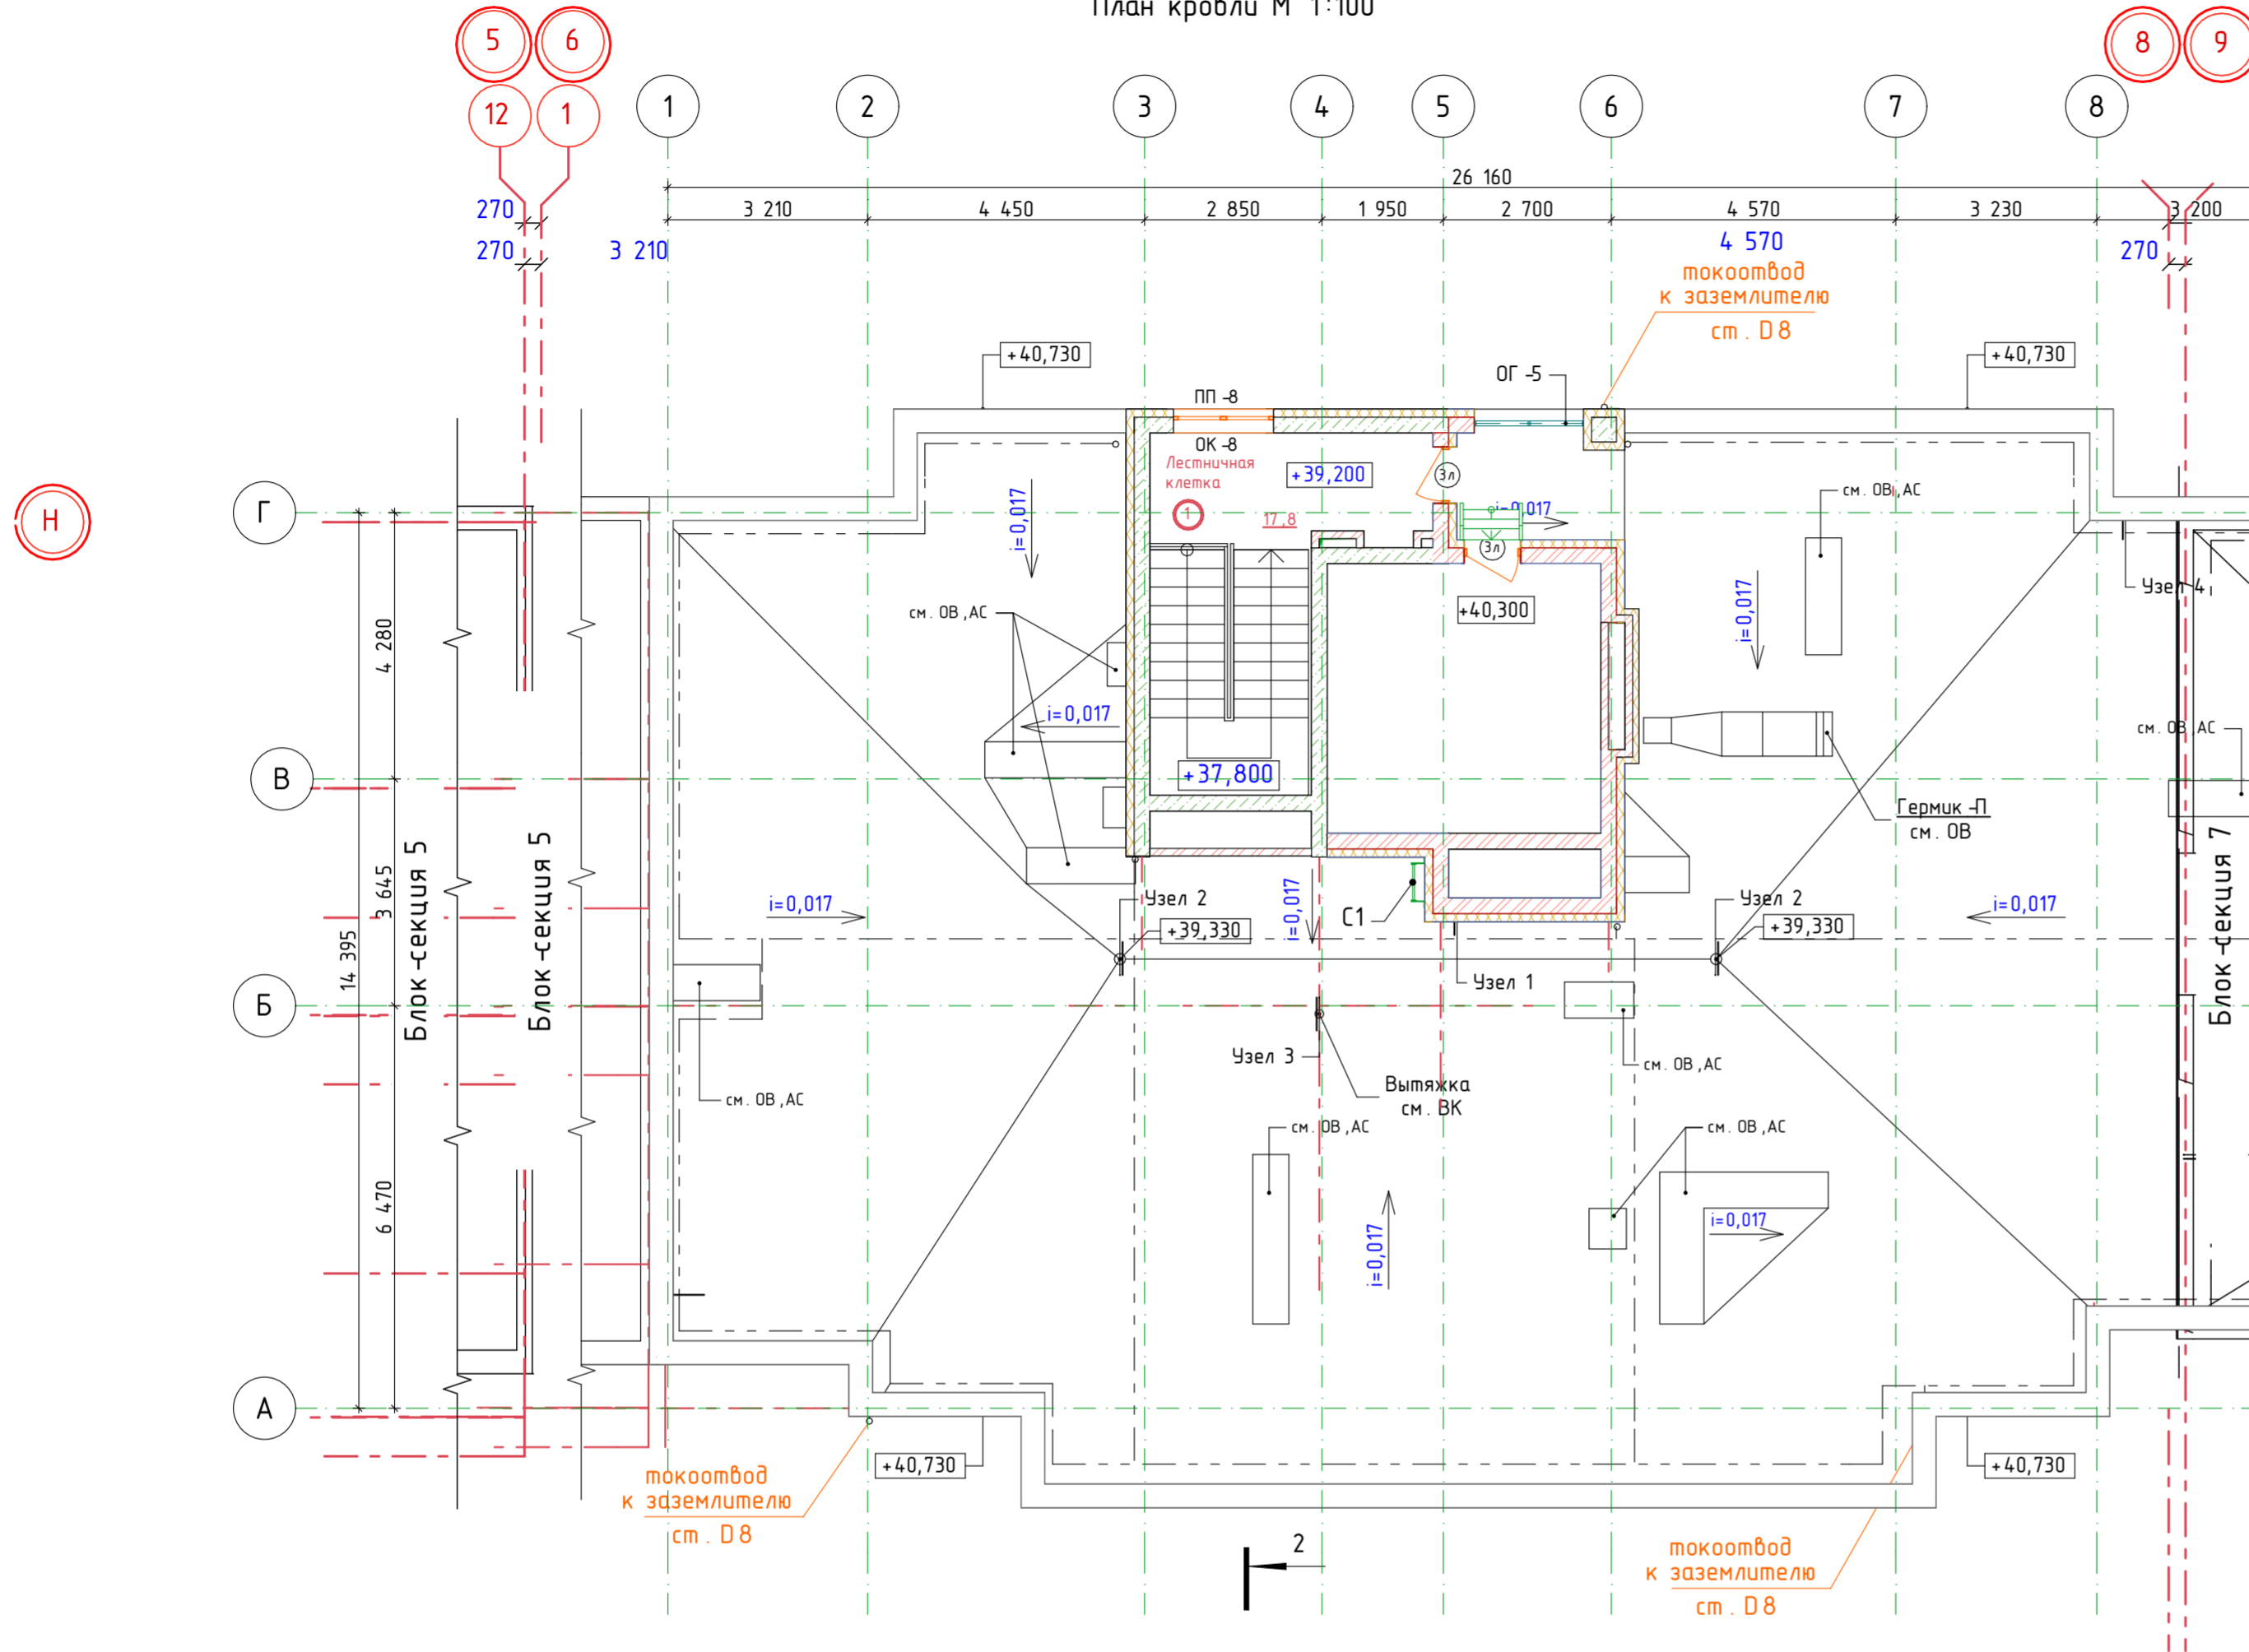 План кровли М 1:100
5 6 8 9
12 1 1 2 3 4 5 6 7 8
26 160
270 3 210 4 450 2 850 1 950 2 700 4 570 3 230 3 200
270 3 210 4 570 270
токоотвод
к заземлителю
ст. D8
+40,730 +40,730
ОГ-5
ПП-8
ОК-8
Лестничная
клетка
+39,200
3л
1
17,8
i=0,017
i=0,017
см. ОВ,АС
Н
Г
3л
Узел 4
i=0,017
+40,300
см. ОВ,АС
4 280
i=0,017
см. ОВ,АС
В
+37,800
Гермик-П
см. ОВ
Блок-секция 5
Блок-секция 5
Блок-секция 7
3 645
14 395
i=0,017
Узел 2
+39,330
i=0,017
С1
Узел 2
+39,330
i=0,017
Узел 1
Б
Узел 3
Вытяжка
см. ВК
см. ОВ,АС
см. ОВ,АС
см. ОВ,АС
см. ОВ,АС
6 470
i=0,017
i=0,017
А
+40,730
+40,730
токоотвод
к заземлителю
ст. D8
2
токоотвод
к заземлителю
ст. D8